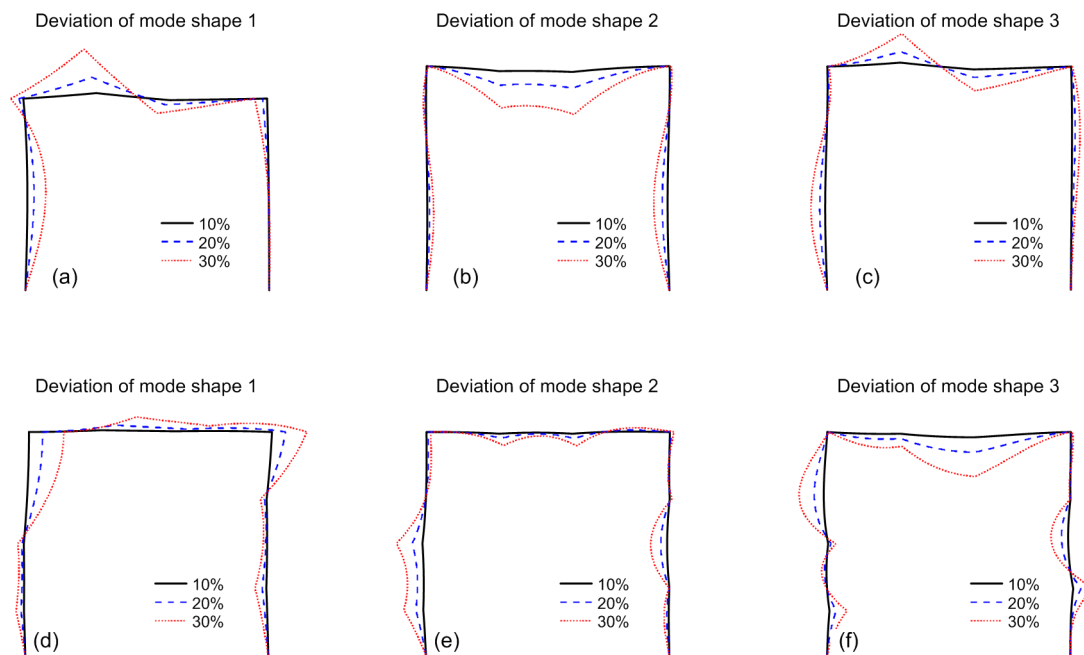 Deviation of mode shape 1
Deviation of mode shape 2
Deviation of mode shape 3
10%
20%
30%
(a)
10%
20%
30%
(b)
10%
20%
30%
(c)
Deviation of mode shape 1
Deviation of mode shape 2
Deviation of mode shape 3
10%
20%
30%
(d)
10%
20%
30%
(e)
10%
20%
30%
(f)